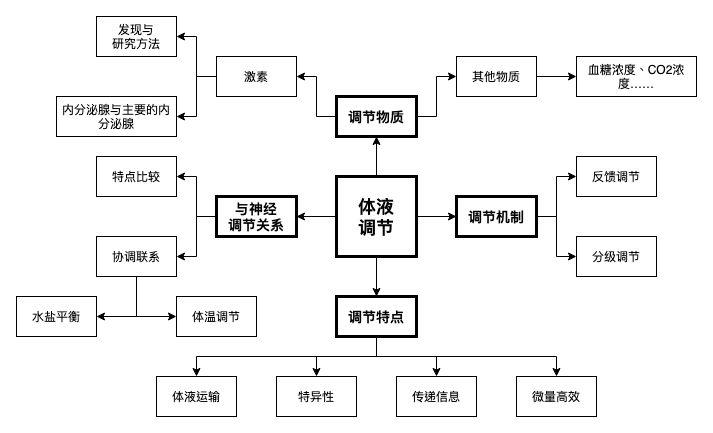 发现与
研究方法
激素
其他物质
血糖浓度、CO2浓
度......
内分泌腺与主要的内
分泌腺
调节物质
特点比较
与神经
调节关系
体液
调节
调节机制
反馈调节
协调联系
分级调节
水盐平衡
体温调节
调节特点
体液运输
特异性
传递信息
微量高效